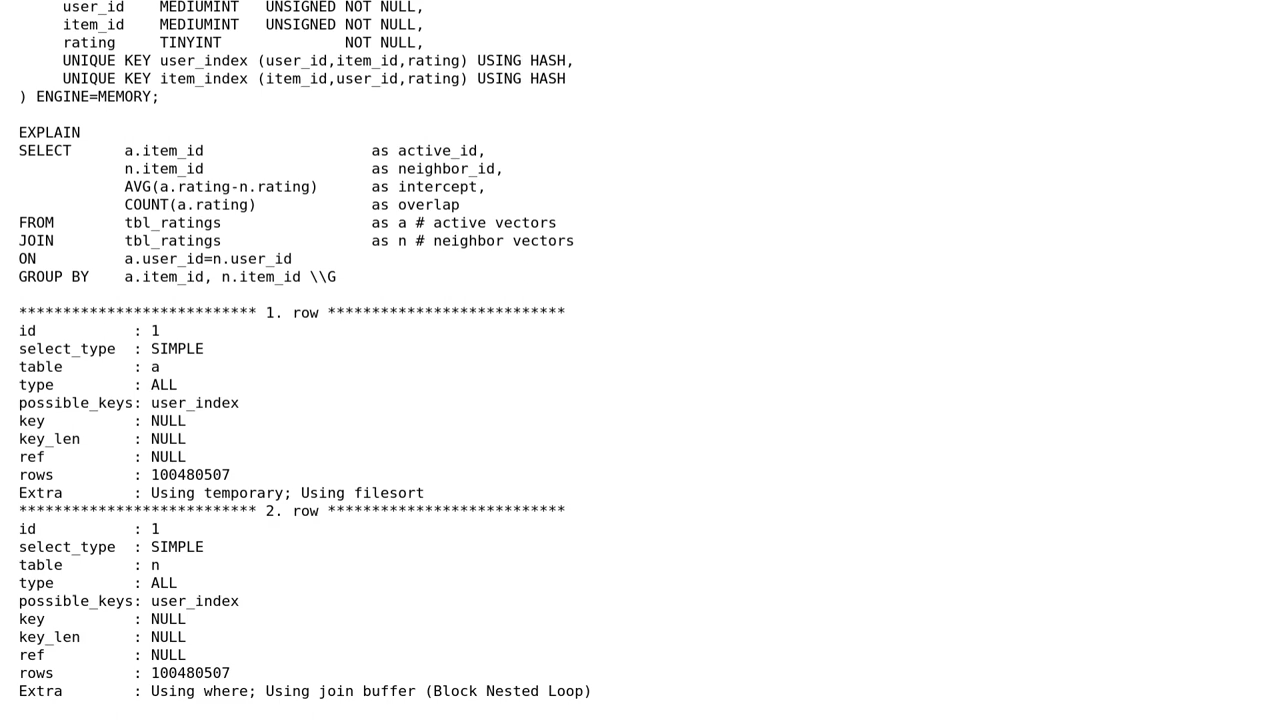 user_id    MEDIUMINT   UNSIGNED NOT NULL,
item_id    MEDIUMINT   UNSIGNED NOT NULL,
rating     TINYINT              NOT NULL,
UNIQUE KEY user_index (user_id,item_id,rating) USING HASH,
UNIQUE KEY item_index (item_id,user_id,rating) USING HASH
) ENGINE=MEMORY;
EXPLAIN
SELECT      a.item_id                   as active_id,
            n.item_id                   as neighbor_id,
            AVG(a.rating-n.rating)      as intercept,
            COUNT(a.rating)             as overlap
FROM        tbl_ratings                 as a # active vectors
JOIN        tbl_ratings                 as n # neighbor vectors
ON          a.user_id=n.user_id
GROUP BY    a.item_id, n.item_id \\G
*************************** 1. row ***************************
id           : 1
select_type  : SIMPLE
table        : a
type         : ALL
possible_keys: user_index
key          : NULL
key_len      : NULL
ref          : NULL
rows         : 100480507
Extra        : Using temporary; Using filesort
*************************** 2. row ***************************
id           : 1
select_type  : SIMPLE
table        : n
type         : ALL
possible_keys: user_index
key          : NULL
key_len      : NULL
ref          : NULL
rows         : 100480507
Extra        : Using where; Using join buffer (Block Nested Loop)